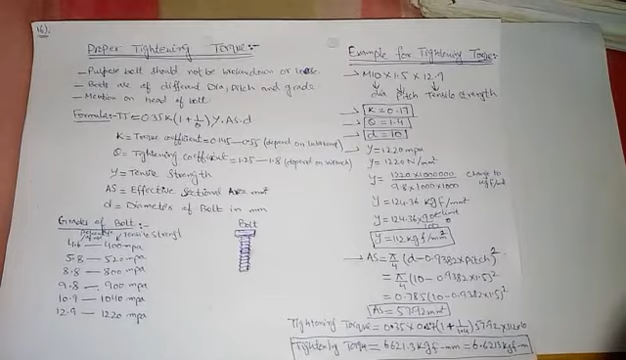 16).
Proper Tightening Torque:-
— Purpose bolt should not be breakdown or loose.
— Bolts are of different Dia, Pitch and grade
— Mention on head of bolt.
Formula:- T = 0.35 K(1+1/Q) Y. AS. d
K = Torque coefficient = 0.145 — 0.55 (depend on lubricant)
Q = Tightening coefficient = 1.25 — 1.8 (depend on wrench)
Y = Tensile Strength
AS = Effective Sectional Area mm²
d = Diameter of Bolt in mm
Grades of Bolt:-
Tensile Strength
4.6 — 400 mpa
5.8 — 520 mpa
8.8 — 800 mpa
9.8 — 900 mpa
10.9 — 1040 mpa
12.9 — 1220 mpa
Bolt
Example for Tightening Torque:-
→ M10 x 1.5 x 12.9
dia Pitch Tensile strength
→ K = 0.17
→ Q = 1.4
→ d = 10
→ Y = 1220 mpa
Y = 1220 N/mm²
Y = 1220 x 1000000 / 9.8 x 1000 x 1000 change to kgf/mm²
Y = 124.36 kgf/mm²
Y = 124.36 x
Y = 112 kgf/mm²
→ AS = π/4 (d - 0.9382 x pitch)²
= π/4 (10 - 0.9382 x 1.5)²
= 0.785 (10 - 0.9382 x 1.5)²
AS = 57.92 mm²
Tightening Torque = 0.35 x 0.17 (1 + 1/1.4) 57.92 x 112 x 10
Tightening Torque = 6621.3 kgf-mm = 6.6213 kgf-m